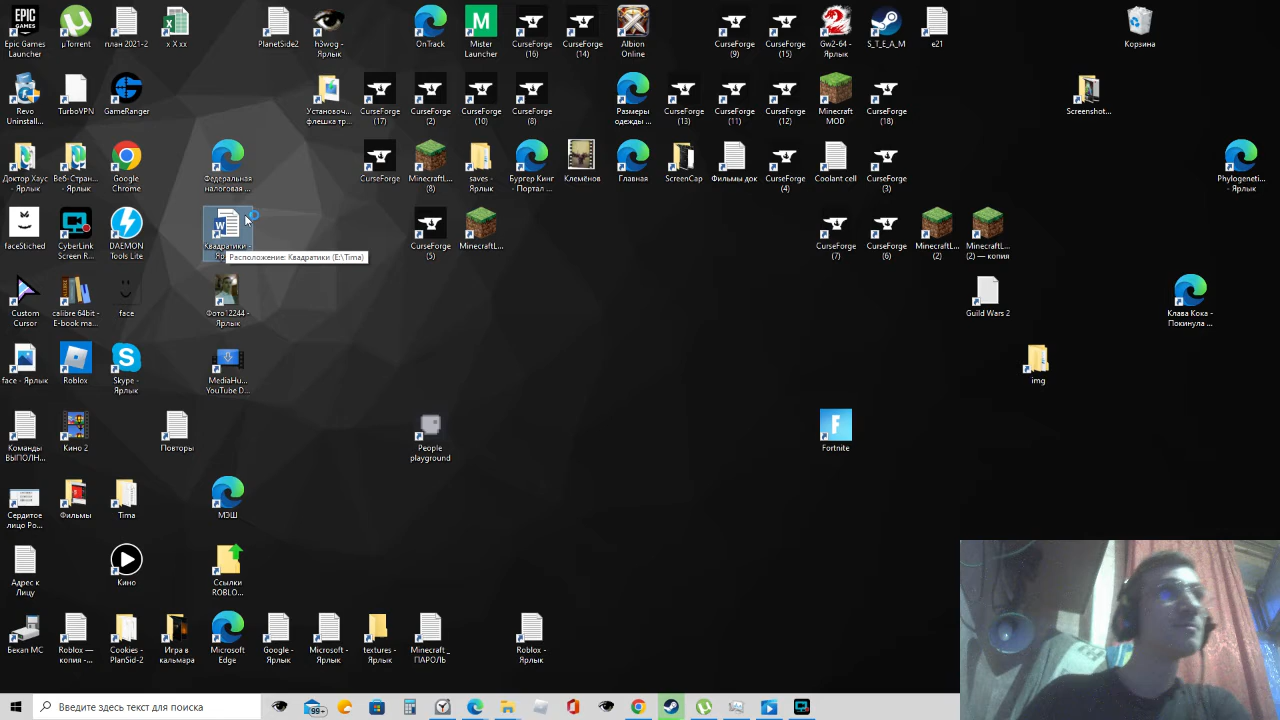 Epic Games
Launcher
µTorrent
план 2021-2
x X xx
PlanetSide2
h3wog -
Ярлык
OnTrack
Mister
Launcher
CurseForge
(16)
CurseForge
(14)
Albion
Online
CurseForge
(9)
CurseForge
(15)
Gw2-64 -
Ярлык
S_T_E_A_M
e21
Корзина
Revo
Uninstall...
TurboVPN
GameRanger
Установоч...
флешка тр...
CurseForge
(17)
CurseForge
(2)
CurseForge
(10)
CurseForge
(8)
Размеры
одежды ...
CurseForge
(13)
CurseForge
(11)
CurseForge
(12)
Minecraft
MOD
CurseForge
(18)
Screenshot...
Доктор Хаус
- Ярлык
Веб-Стран...
- Ярлык
Google
Chrome
Федеральная
налоговая ...
CurseForge
MinecraftL...
(8)
saves -
Ярлык
Бургер Кинг
- Портал ...
Клемёнов
Главная
ScreenCap
Фильмы док
CurseForge
(4)
Coolant cell
CurseForge
(3)
Phylogeneti...
- Ярлык
faceStiched
CyberLink
Screen R...
DAEMON
Tools Lite
Квадратики -
Расположение: Квадратики (E:\Tima)
CurseForge
(5)
MinecraftL...
CurseForge
(7)
CurseForge
(6)
MinecraftL...
(2)
MinecraftL...
(2) — копия
Custom
Cursor
calibre 64bit -
E-book ma...
face
Фото12244 -
Ярлык
Guild Wars 2
Клава Кока -
Покинула ...
face - Ярлык
Roblox
Skype -
Ярлык
MediaHu...
YouTube D...
img
Команды
ВЫПОЛН...
Кино 2
Повторы
People
playground
Fortnite
Сердитое
лицо Ро...
Фильмы
Tima
МЭШ
Адрес к
Лицу
Кино
Ссылки
ROBLO...
Бекап МС
Roblox —
копия -...
Cookies -
PlanSid-2
Игра в
кальмара
Microsoft
Edge
Google -
Ярлык
Microsoft -
Ярлык
textures -
Ярлык
Minecraft _
ПАРОЛЬ
Roblox -
Ярлык
Введите здесь текст для поиска
99+